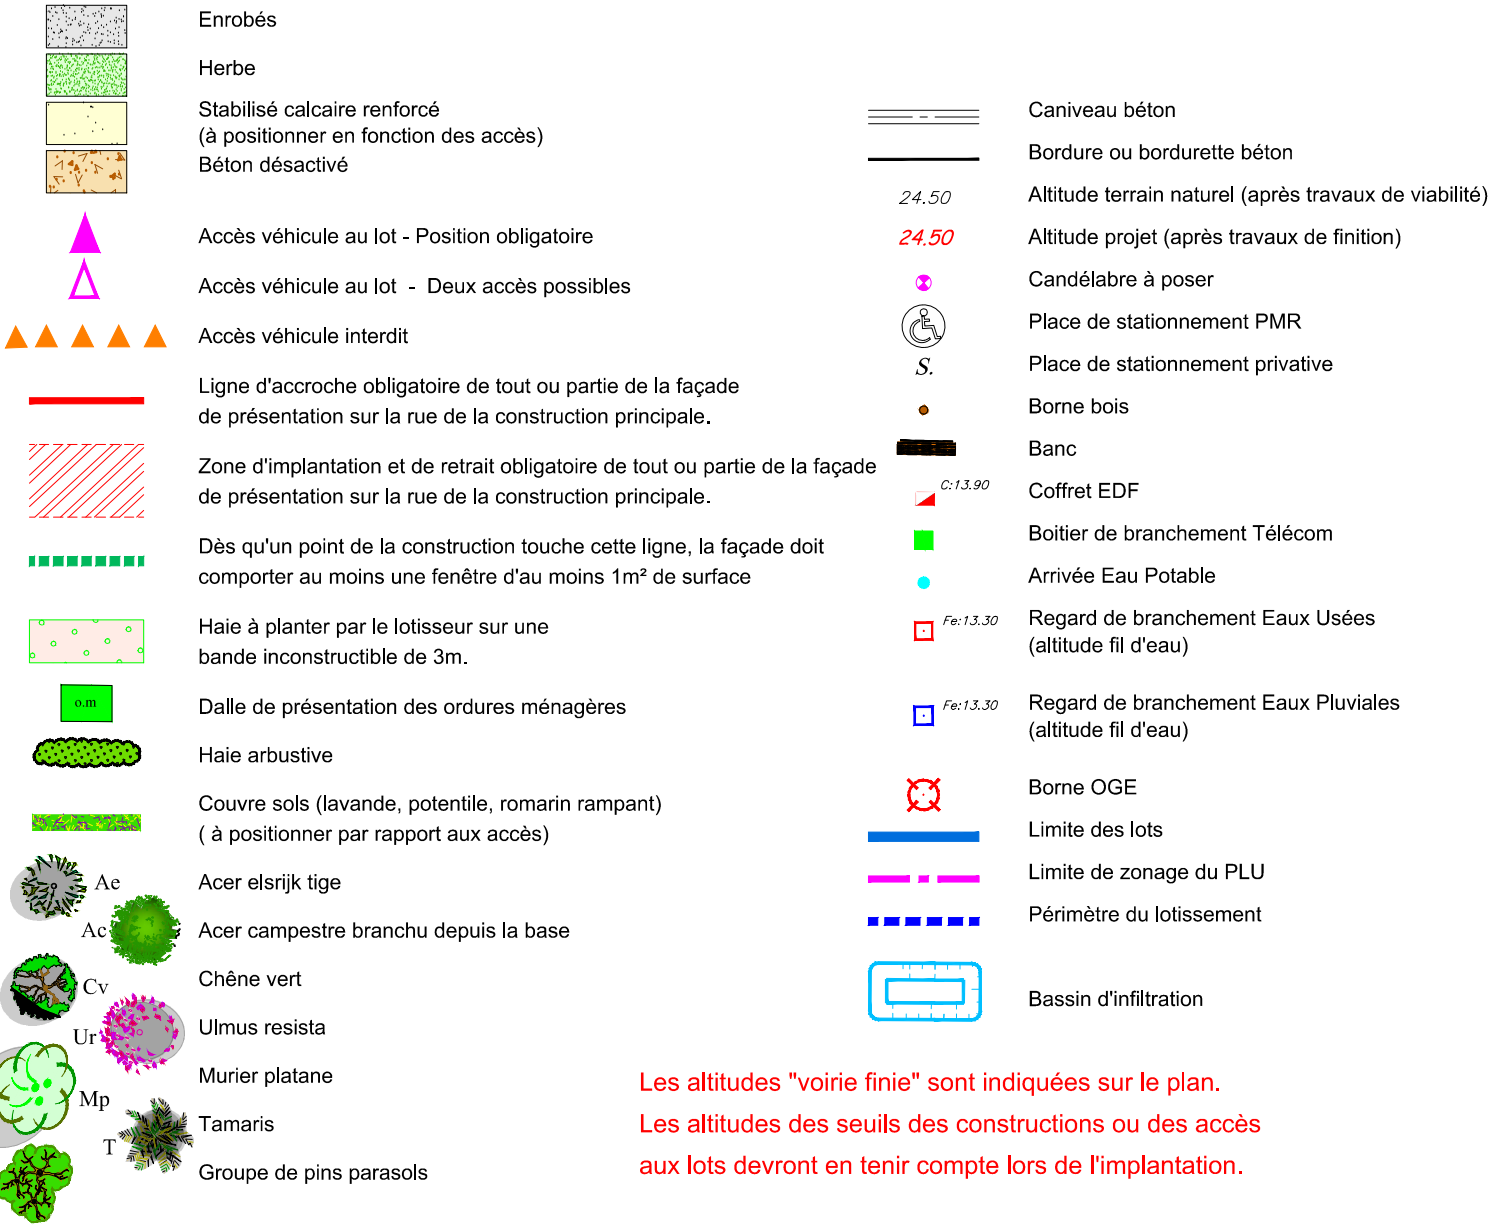 Enrobés
Herbe
Stabilisé calcaire renforcé
(à positionner en fonction des accès)
Béton désactivé
Accès véhicule au lot - Position obligatoire
Accès véhicule au lot - Deux accès possibles
Accès véhicule interdit
Ligne d'accroche obligatoire de tout ou partie de la façade
de présentation sur la rue de la construction principale.
Zone d'implantation et de retrait obligatoire de tout ou partie de la façade
de présentation sur la rue de la construction principale.
Dès qu'un point de la construction touche cette ligne, la façade doit
comporter au moins une fenêtre d'au moins 1m² de surface
Haie à planter par le lotisseur sur une
bande inconstructible de 3m.
o.m
Dalle de présentation des ordures ménagères
Haie arbustive
Couvre sols (lavande, potentile, romarin rampant)
( à positionner par rapport aux accès)
Ae
Acer elsrijk tige
Ac
Acer campestre branchu depuis la base
Cv
Chêne vert
Ur
Ulmus resista
Mp
Murier platane
T
Tamaris
Groupe de pins parasols
Caniveau béton
Bordure ou bordurette béton
24.50
Altitude terrain naturel (après travaux de viabilité)
24.50
Altitude projet (après travaux de finition)
Candélabre à poser
Place de stationnement PMR
S.
Place de stationnement privative
Borne bois
Banc
C:13.90
Coffret EDF
Boitier de branchement Télécom
Arrivée Eau Potable
Fe:13.30
Regard de branchement Eaux Usées
(altitude fil d'eau)
Fe:13.30
Regard de branchement Eaux Pluviales
(altitude fil d'eau)
Borne OGE
Limite des lots
Limite de zonage du PLU
Périmètre du lotissement
Bassin d'infiltration
Les altitudes "voirie finie" sont indiquées sur le plan.
Les altitudes des seuils des constructions ou des accès
aux lots devront en tenir compte lors de l'implantation.